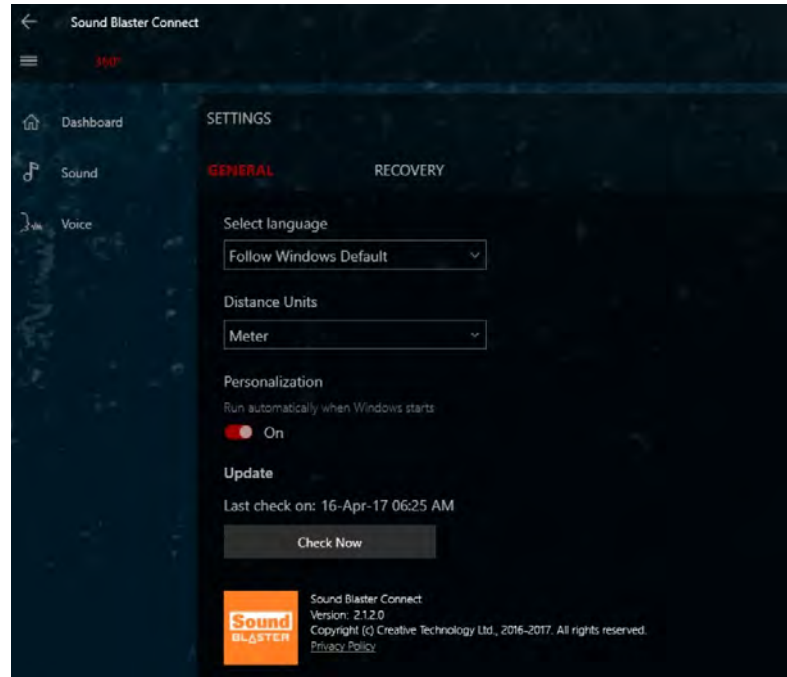 Sound Blaster Connect
360°
Dashboard
Sound
Voice
SETTINGS
GENERAL RECOVERY
Select language
Follow Windows Default
Distance Units
Meter
Personalization
Run automatically when Windows starts
On
Update
Last check on: 16-Apr-17 06:25 AM
Check Now
Sound
BLASTER
Sound Blaster Connect
Version: 2.1.2.0
Copyright (c) Creative Technology Ltd., 2016-2017. All rights reserved.
Privacy Policy